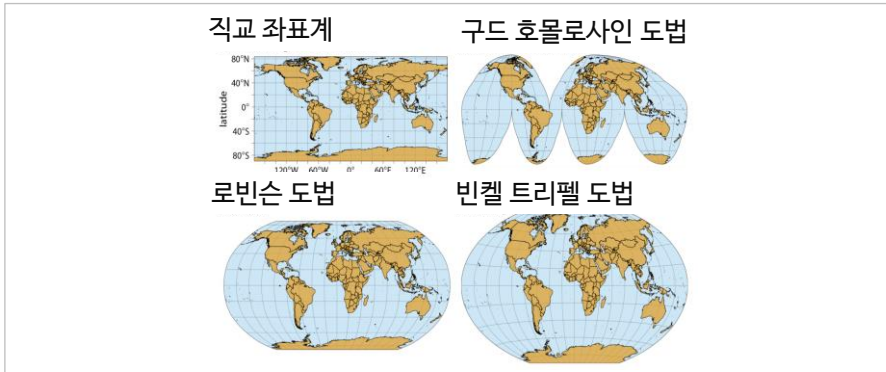 직교 좌표계
구드 호몰로사인 도법
80°N
40°N
0°
40°S
80°S
latitude
120°W 60°W 0° 60°E 120°E
로빈슨 도법
빈켈 트리펠 도법